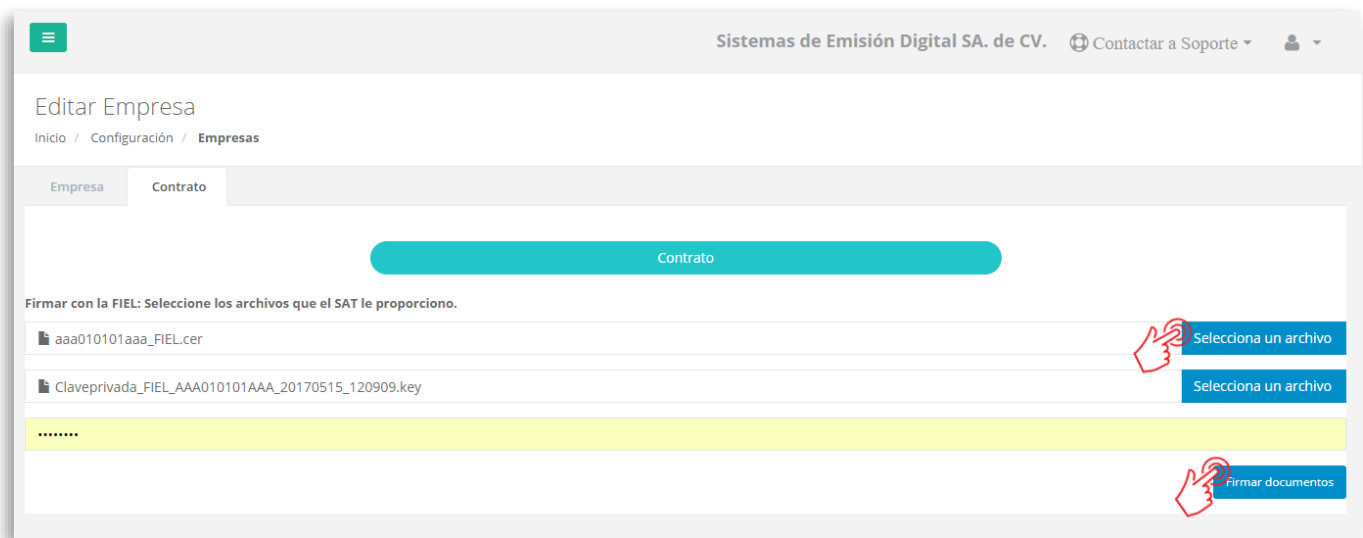 Sistemas de Emisión Digital SA. de CV. Contactar a Soporte
Editar Empresa
Inicio / Configuración / Empresas
Empresa Contrato
Contrato
Firmar con la FIEL: Seleccione los archivos que el SAT le proporciono.
aaa010101aaa_FIEL.cer Selecciona un archivo
Claveprivada_FIEL_AAA010101AAA_20170515_120909.key Selecciona un archivo
••••••••
Firmar documentos